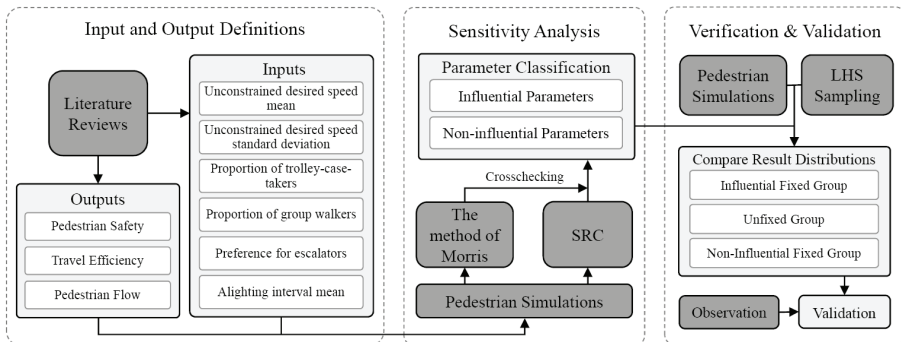 Input and Output Definitions
Literature
Reviews
Inputs
Unconstrained desired speed
mean
Unconstrained desired speed
standard deviation
Proportion of trolley-case-
takers
Proportion of group walkers
Preference for escalators
Alighting interval mean
Outputs
Pedestrian Safety
Travel Efficiency
Pedestrian Flow
Sensitivity Analysis
Parameter Classification
Influential Parameters
Non-influential Parameters
Crosschecking
The
method of
Morris
SRC
Pedestrian Simulations
Verification & Validation
Pedestrian
Simulations
LHS
Sampling
Compare Result Distributions
Influential Fixed Group
Unfixed Group
Non-Influential Fixed Group
Observation
Validation